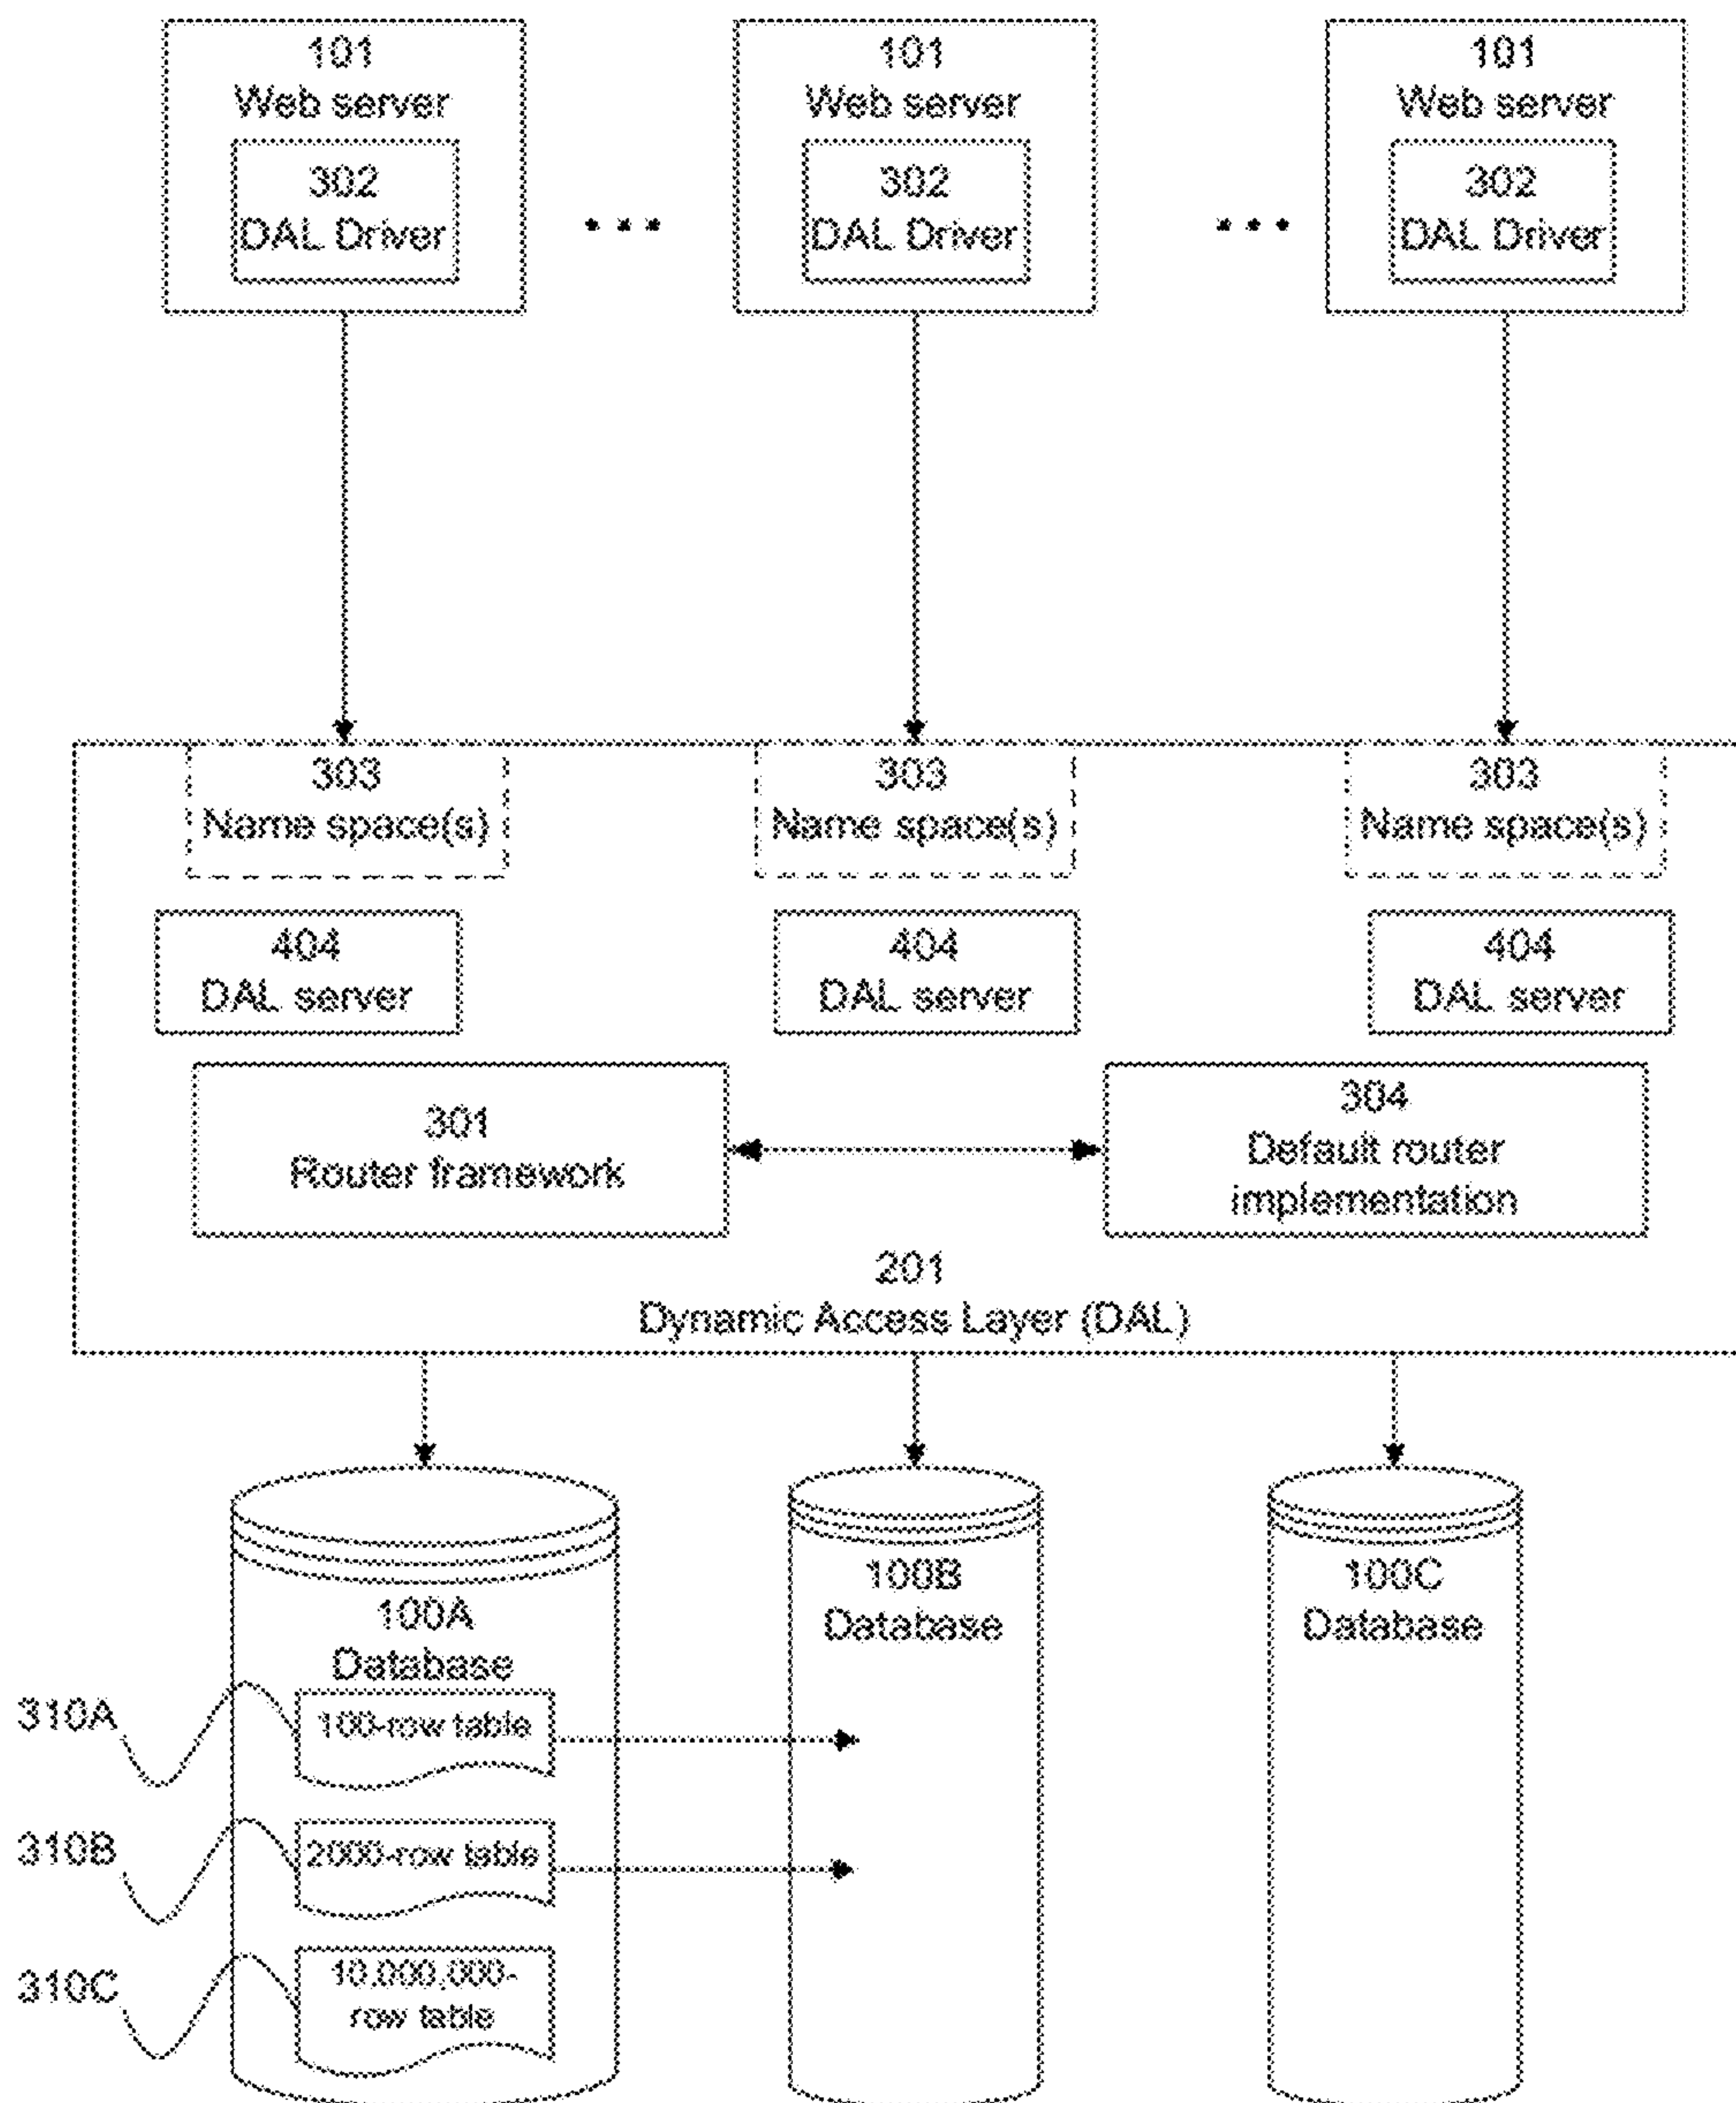 101 101 101
Web server Web server Web server
302 302 302
DAL Driver ... DAL Driver ... DAL Driver
303 303 303
Name space(s) Name space(s) Name space(s)
404 404 404
DAL server DAL server DAL server
301
Router framework
304
Default router
implementation
201
Dynamic Access Layer (DAL)
100A
Database
100B
Database
100C
Database
310A 100-row table
310B 2000-row table
310C 10,000,000-
row table